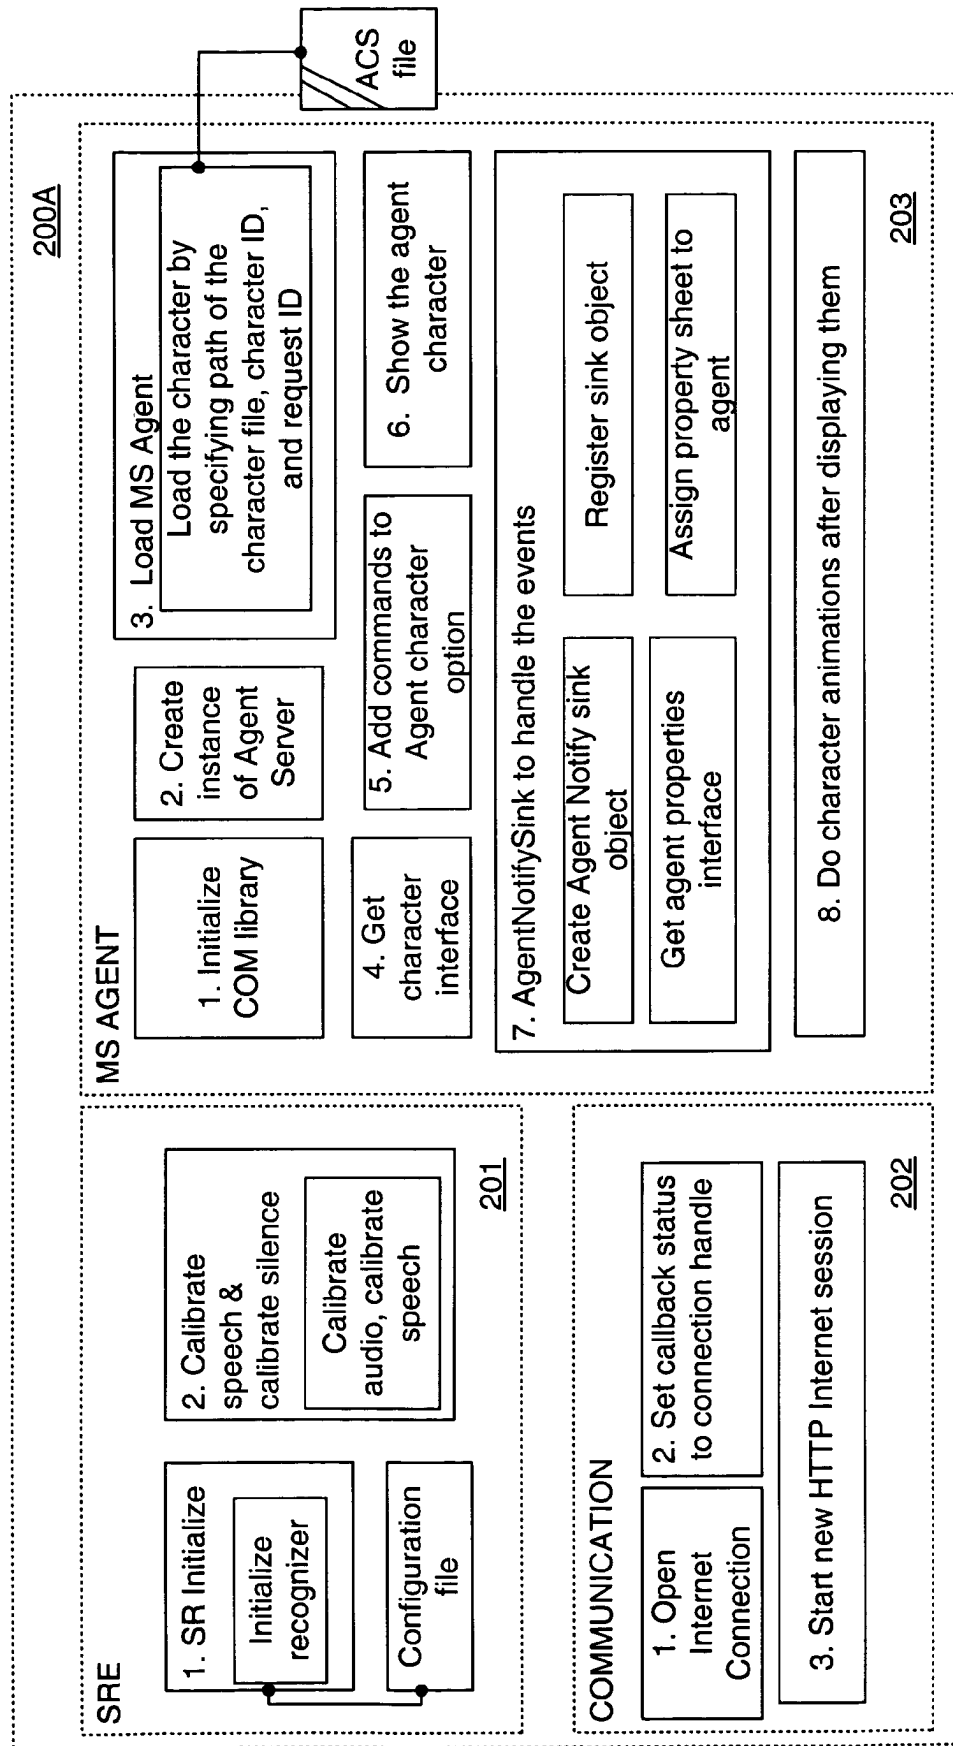 200A
SRE
1. SR Initialize
Initialize
recognizer
Configuration
file
2. Calibrate
speech &
calibrate silence
Calibrate
audio, calibrate
speech
201
COMMUNICATION
1. Open
Internet
Connection
2. Set callback status
to connection handle
3. Start new HTTP Internet session
202
MS AGENT
1. Initialize
COM library
2. Create
instance
of Agent
Server
3. Load MS Agent
Load the character by
specifying path of the
character file, character ID,
and request ID
ACS
file
4. Get
character
interface
5. Add commands to
Agent character
option
6. Show the agent
character
7. AgentNotifySink to handle the events
Create Agent Notify sink
object
Register sink object
Get agent properties
interface
Assign property sheet to
agent
8. Do character animations after displaying them
203